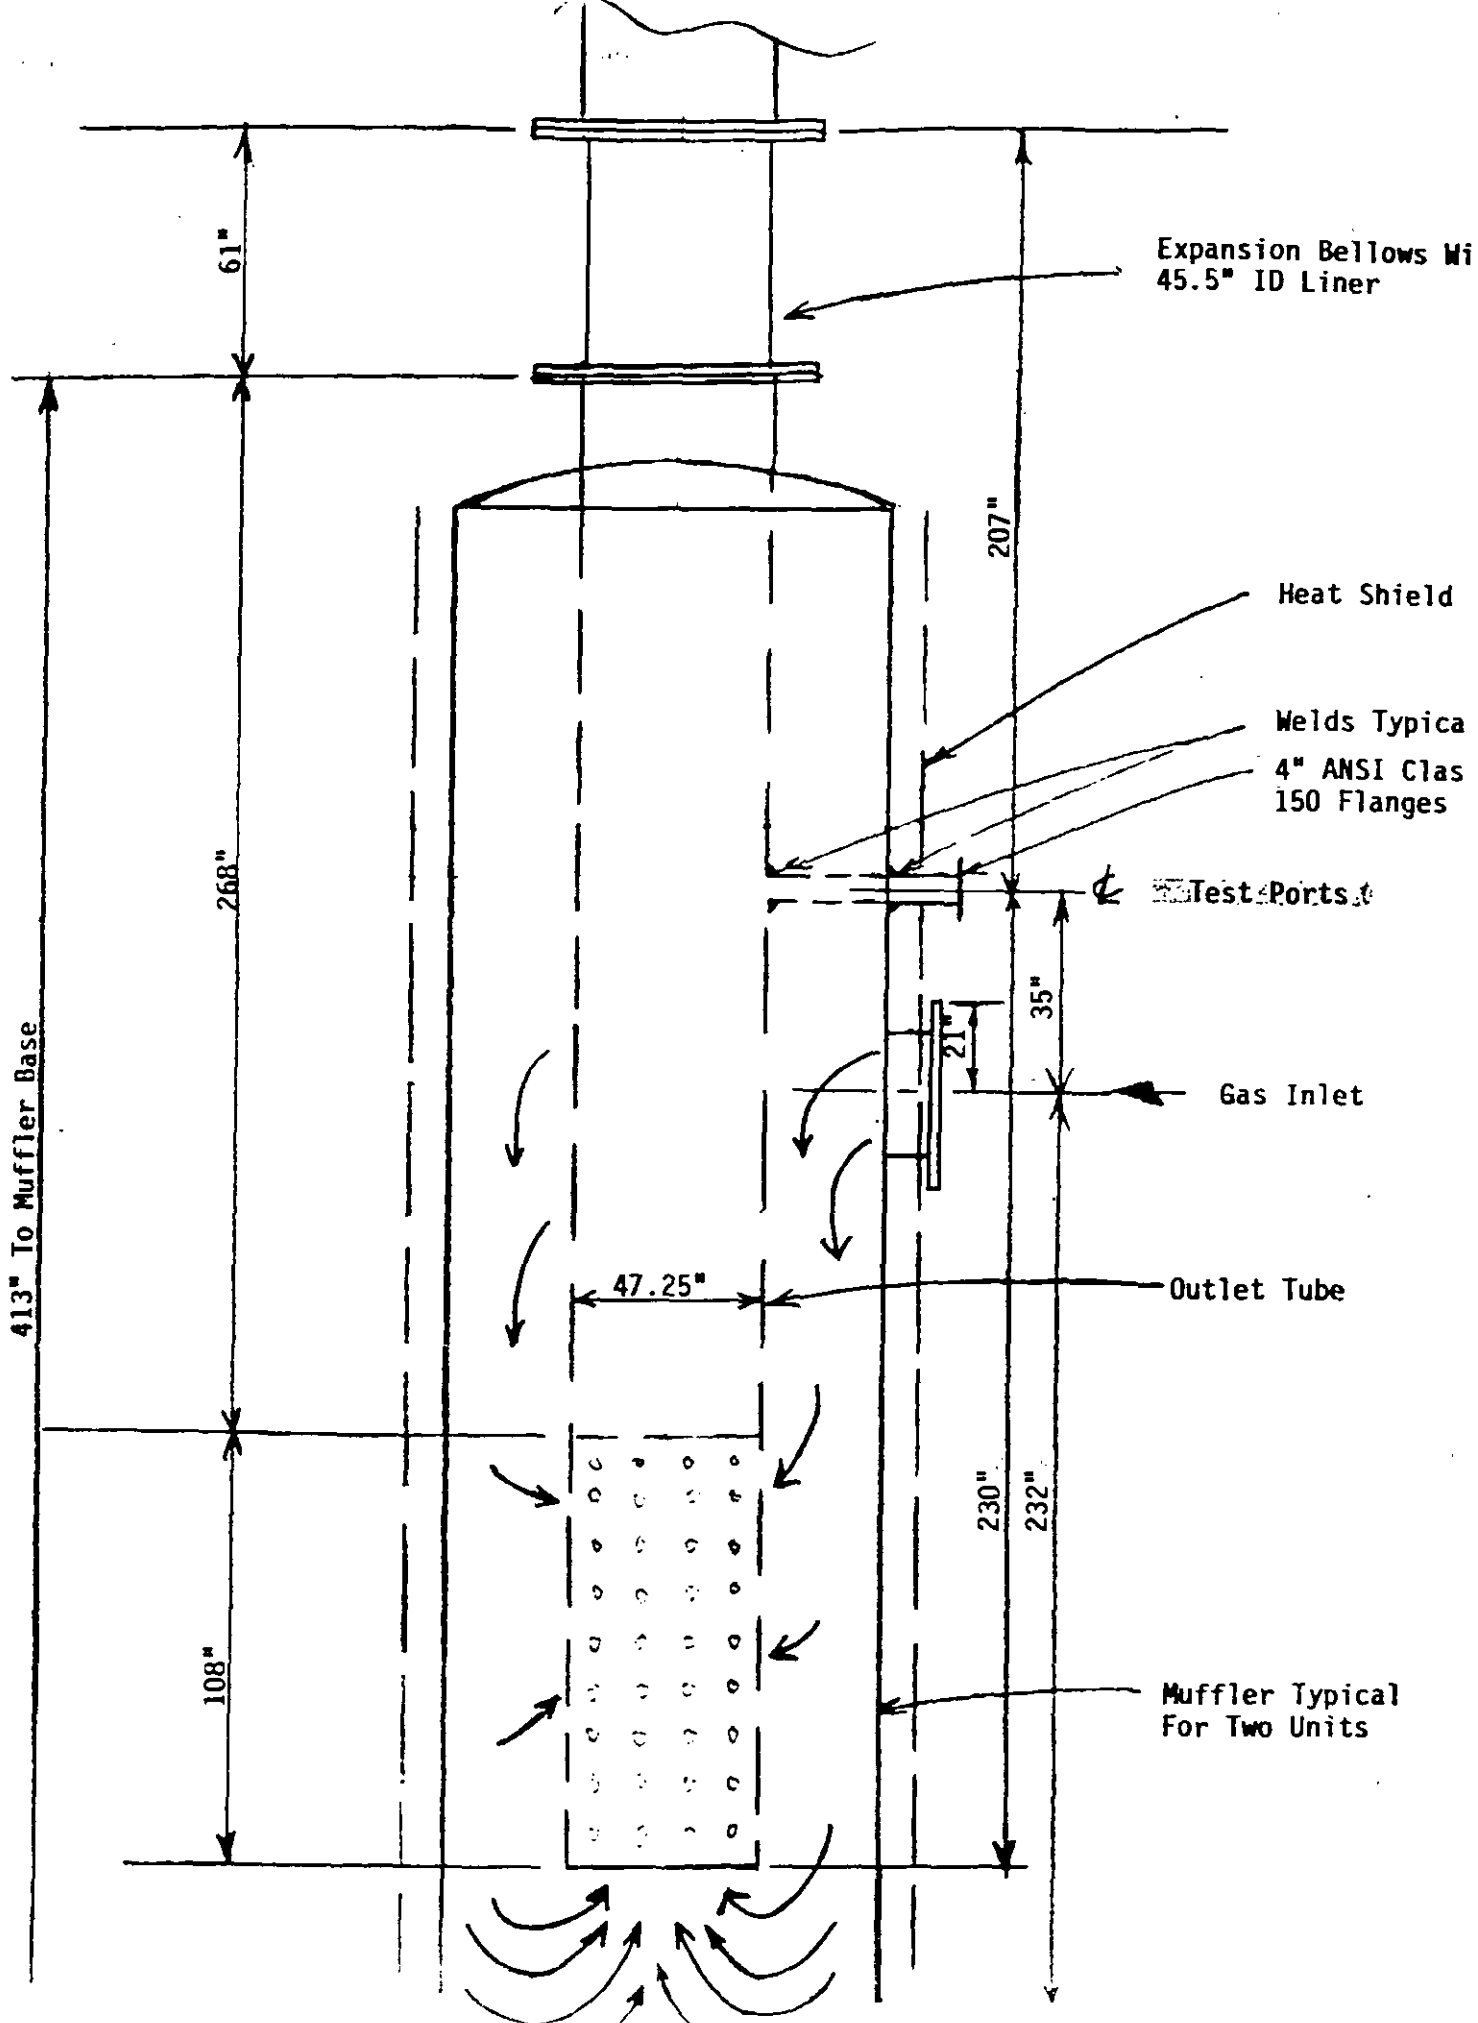 61"
Expansion Bellows Wi
45.5" ID Liner
207"
Heat Shield
Welds Typica
4" ANSI Clas
150 Flanges
268"
℄ Test Ports
35"
21"
Gas Inlet
413" To Muffler Base
47.25"
Outlet Tube
230"
232"
108"
Muffler Typical
For Two Units